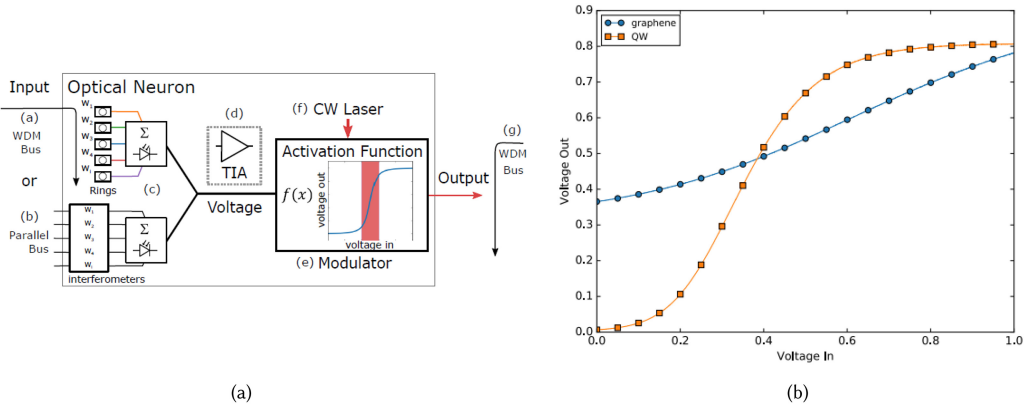 Input
(a)
WDM
Bus
or
(b)
Parallel
Bus
Optical Neuron
W₁
W₂
W₃
W₄
Wᵢ
Rings
Σ
(c)
W₁
W₂
W₃
W₄
Wᵢ
interferometers
Σ
(d)
TIA
Voltage
(f) CW Laser
Activation Function
f(x)
voltage out
voltage in
(e) Modulator
Output
(g)
WDM
Bus
(a)
graphene
QW
Voltage Out
0.9
0.8
0.7
0.6
0.5
0.4
0.3
0.2
0.1
0.0
0.0 0.2 0.4 0.6 0.8 1.0
Voltage In
(b)